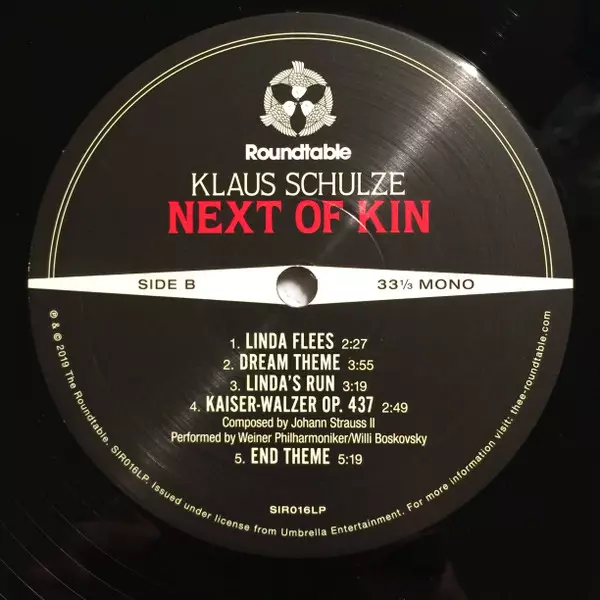 Roundtable
KLAUS SCHULZE
NEXT OF KIN
SIDE B
33 1/3 MONO
1. LINDA FLEES 2:27
2. DREAM THEME 3:55
3. LINDA'S RUN 3:19
4. KAISER-WALZER OP. 437 2:49
Composed by Johann Strauss II
Performed by Weiner Philharmoniker/Willi Boskovsky
5. END THEME 5:19
SIR016LP
℗ & © 2019 The Roundtable. SIR016LP. Issued under license from Umbrella Entertainment. For more information visit: thee-roundtable.com